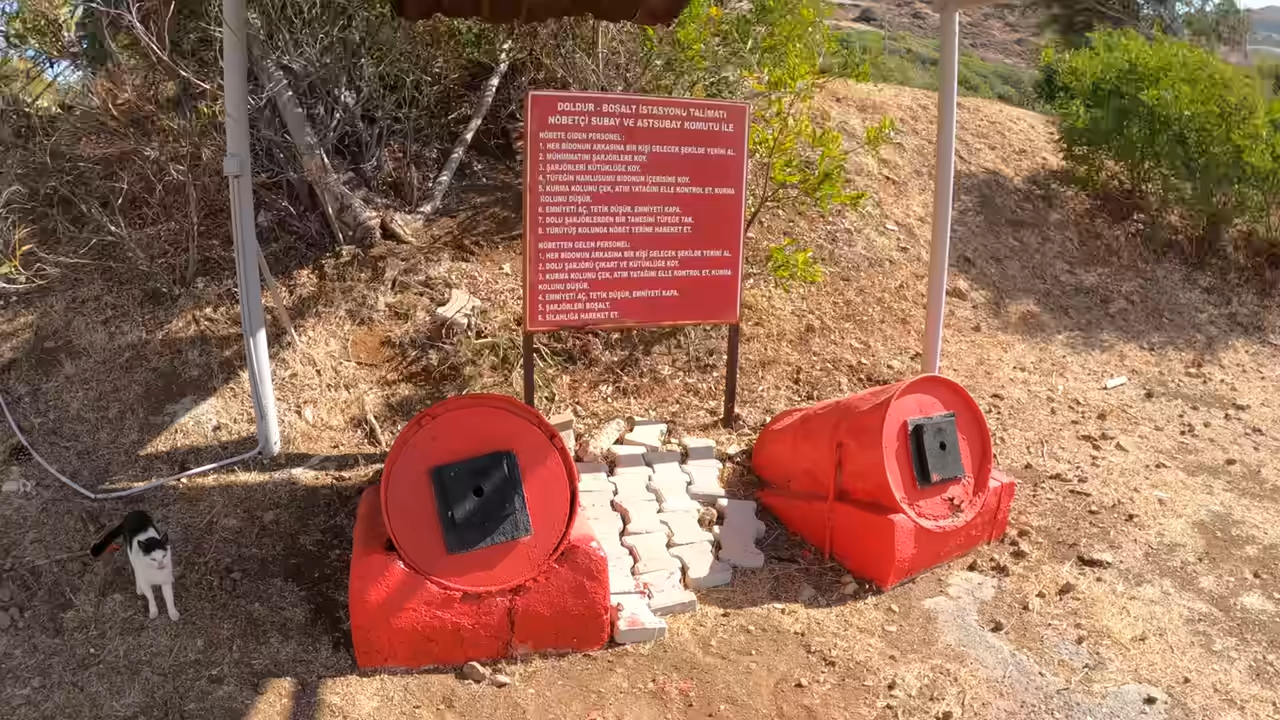 DOLDUR - BOŞALT İSTASYONU TALİMATI
NÖBETÇİ SUBAY VE ASTSUBAY KOMUTU İLE
NÖBETE GİDEN PERSONEL :
1. HER BİDONUN ARKASINA BİR KİŞİ GELECEK ŞEKİLDE YERİNİ AL.
2. MÜHİMMATINI ŞARJÖRLERE KOY.
3. ŞARJÖRLERİ KÜTÜKLÜĞE KOY.
4. TÜFEĞİN NAMLUSUNU BİDONUN İÇERİSİNE KOY.
5. KURMA KOLUNU ÇEK, ATIM YATAĞINI ELLE KONTROL ET, KURMA
KOLUNU DÜŞÜR.
6. EMNİYETİ AÇ, TETİK DÜŞÜR, EMNİYETİ KAPA.
7. DOLU ŞARJÖRLERDEN BİR TANESİNİ TÜFEĞE TAK.
8. YÜRÜYÜŞ KOLUNDA NÖBET YERİNE HAREKET ET.
NÖBETTEN GELEN PERSONEL:
1. HER BİDONUN ARKASINA BİR KİŞİ GELECEK ŞEKİLDE YERİNİ AL.
2. DOLU ŞARJÖRÜ ÇIKART VE KÜTÜKLÜĞE KOY.
3. KURMA KOLUNU ÇEK, ATIM YATAĞINI ELLE KONTROL ET, KURMA
KOLUNU DÜŞÜR.
4. EMNİYETİ AÇ, TETİK DÜŞÜR, EMNİYETİ KAPA.
5. ŞARJÖRLERİ BOŞALT.
6. SİLAHLIĞA HAREKET ET.